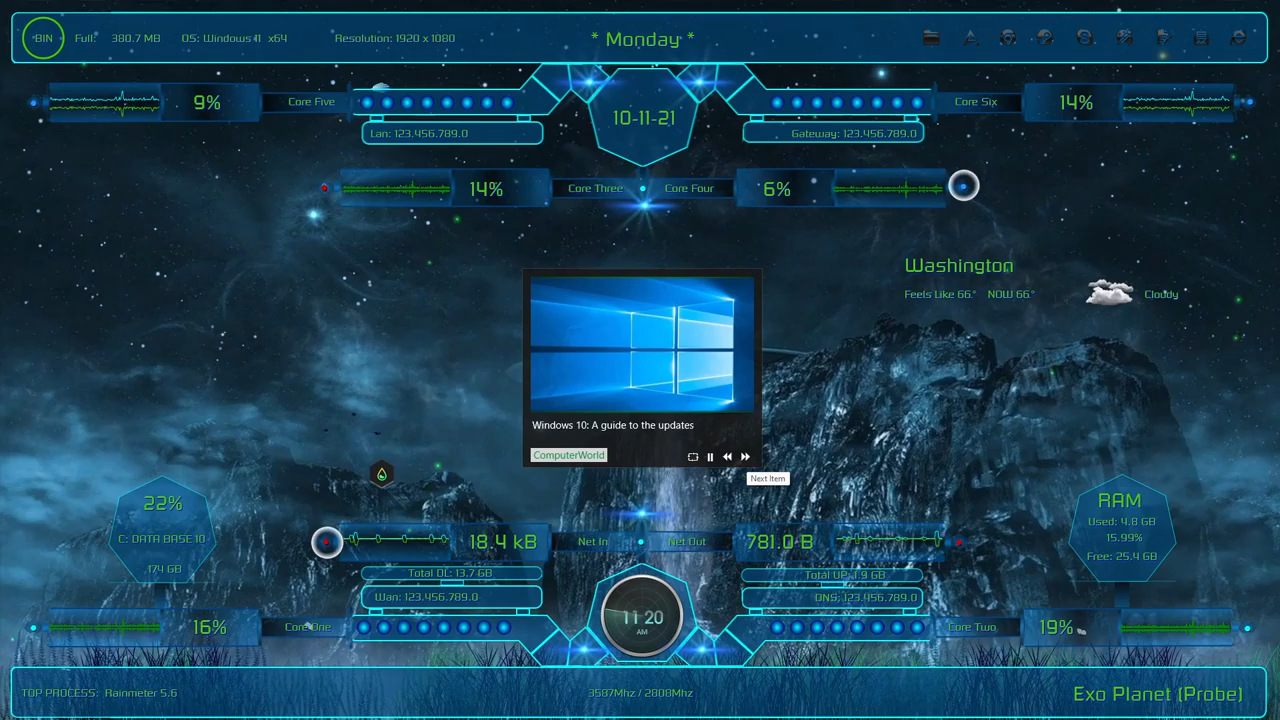 BIN
Full: 380.7 MB
OS: Windows 11 x64
Resolution: 1920 x 1080
* Monday *
9%
Core Five
10-11-21
Core Six
14%
Lan: 123.456.789.0
Gateway: 123.456.789.0
14%
Core Three
Core Four
6%
Washington
Feels Like 66° NOW 66°
Cloudy
Windows 10: A guide to the updates
ComputerWorld
Next Item
22%
C: DATA BASE 10
174 GB
RAM
Used: 4.8 GB
15.99%
Free: 25.4 GB
18.4 kB
Net In
Net Out
781.0 B
Total DL: 13.7 GB
Total UP: 1.9 GB
Wan: 123.456.789.0
DNS: 123.456.789.0
16%
Core One
11 20
AM
Core Two
19%
TOP PROCESS: Rainmeter 5.6
3587Mhz / 2808Mhz
Exo Planet (Probe)